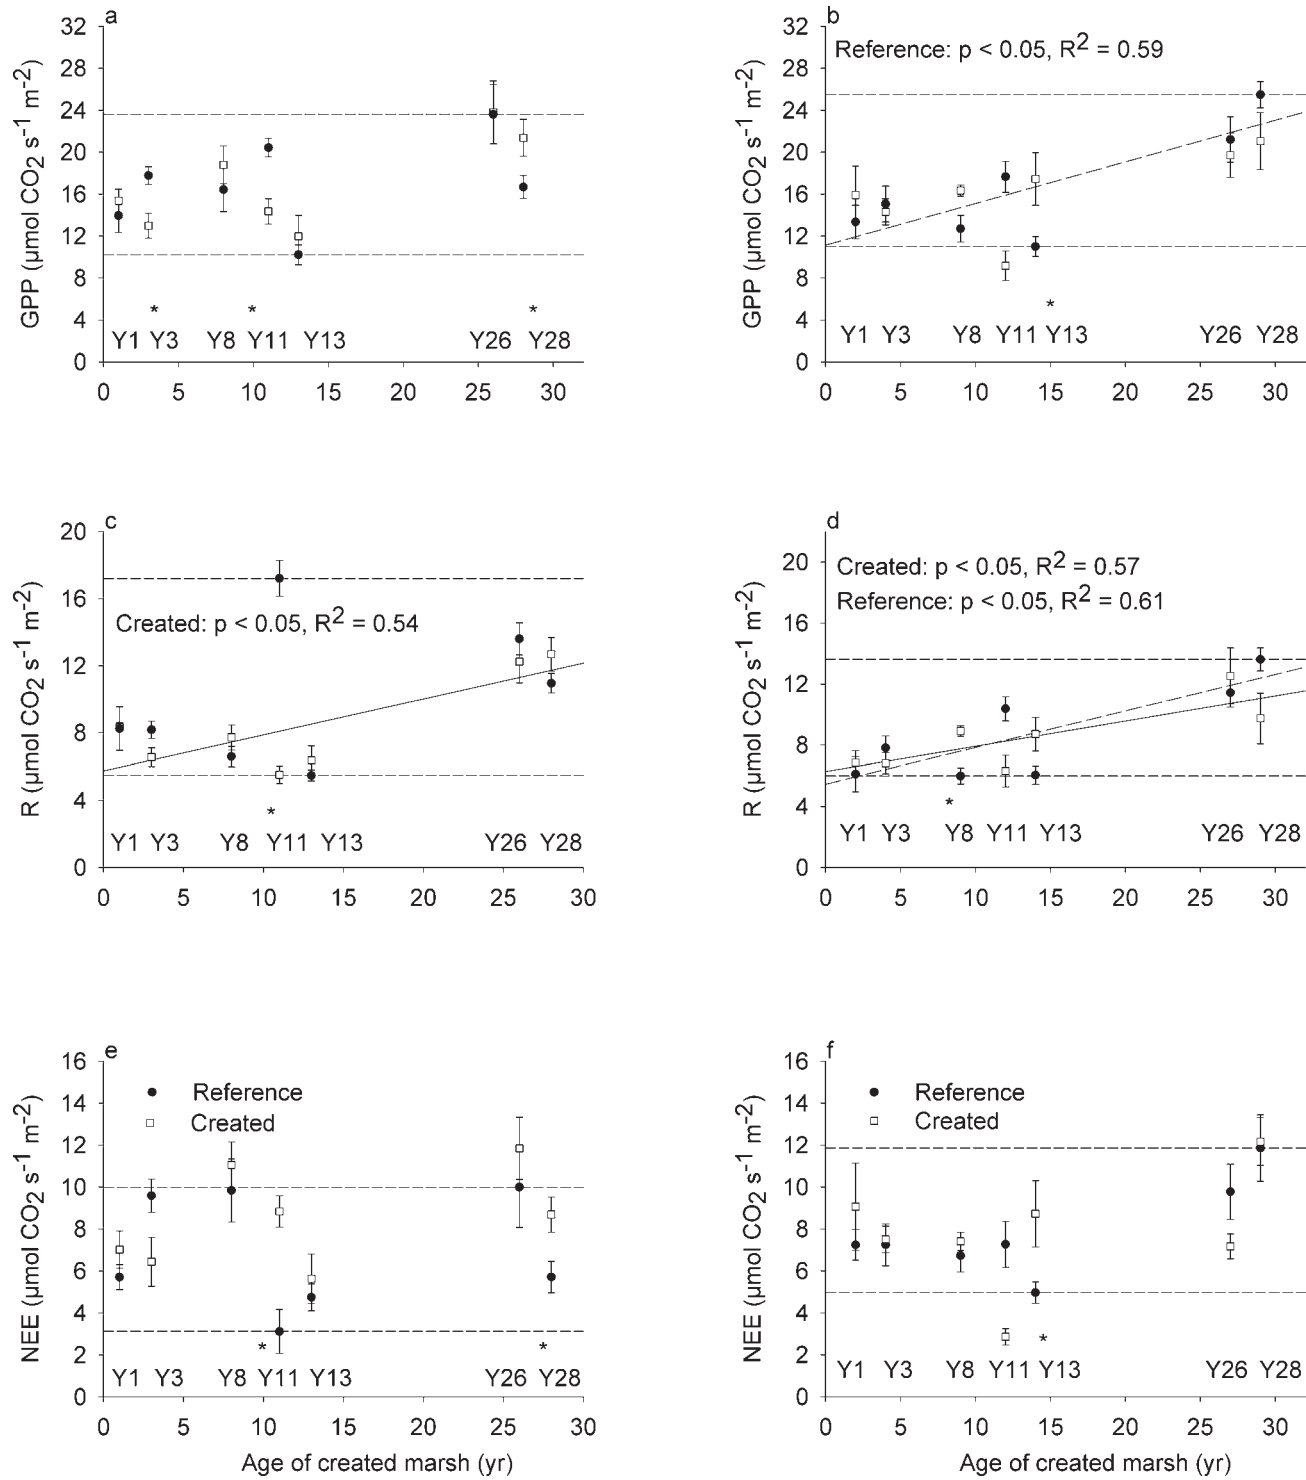 a
GPP (µmol CO2 s-1 m-2)
32
28
24
20
16
12
8
4
0
* * *
Y1 Y3 Y8 Y11 Y13 Y26 Y28
0 5 10 15 20 25 30
b
Reference: p < 0.05, R2 = 0.59
GPP (µmol CO2 s-1 m-2)
32
28
24
20
16
12
8
4
0
*
Y1 Y3 Y8 Y11 Y13 Y26 Y28
0 5 10 15 20 25 30
c
R (µmol CO2 s-1 m-2)
20
16
12
8
4
0
Created: p < 0.05, R2 = 0.54
*
Y1 Y3 Y8 Y11 Y13 Y26 Y28
0 5 10 15 20 25 30
d
Created: p < 0.05, R2 = 0.57
Reference: p < 0.05, R2 = 0.61
R (µmol CO2 s-1 m-2)
20
16
12
8
4
0
*
Y1 Y3 Y8 Y11 Y13 Y26 Y28
0 5 10 15 20 25 30
e
Reference
Created
NEE (µmol CO2 s-1 m-2)
16
14
12
10
8
6
4
2
0
* *
Y1 Y3 Y8 Y11 Y13 Y26 Y28
0 5 10 15 20 25 30
Age of created marsh (yr)
f
Reference
Created
NEE (µmol CO2 s-1 m-2)
16
14
12
10
8
6
4
2
0
*
Y1 Y3 Y8 Y11 Y13 Y26 Y28
0 5 10 15 20 25 30
Age of created marsh (yr)